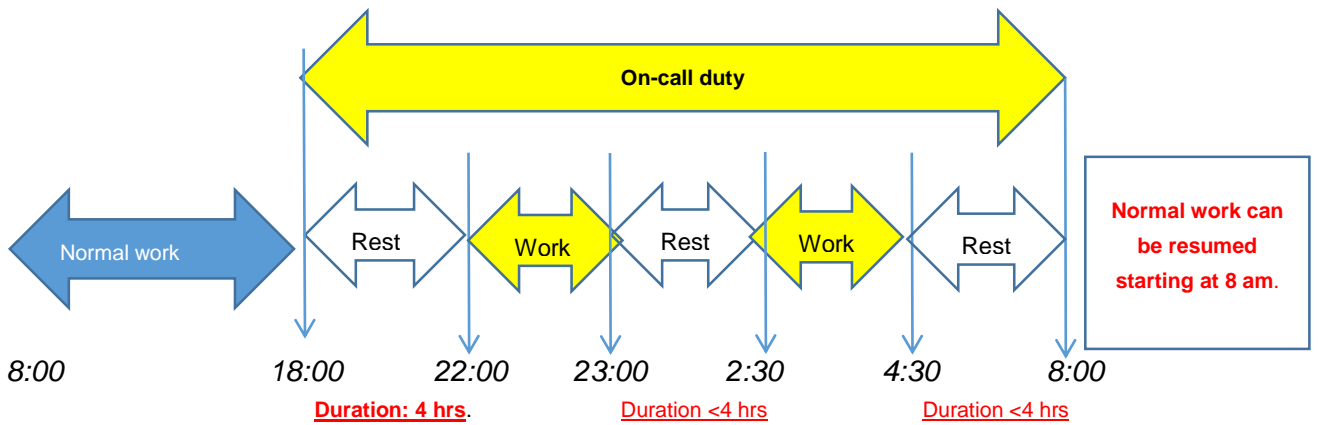 On-call duty
Normal work
Rest
Work
Rest
Work
Rest
Normal work can
be resumed
starting at 8 am.
8:00
18:00
22:00
23:00
2:30
4:30
8:00
Duration: 4 hrs.
Duration <4 hrs
Duration <4 hrs